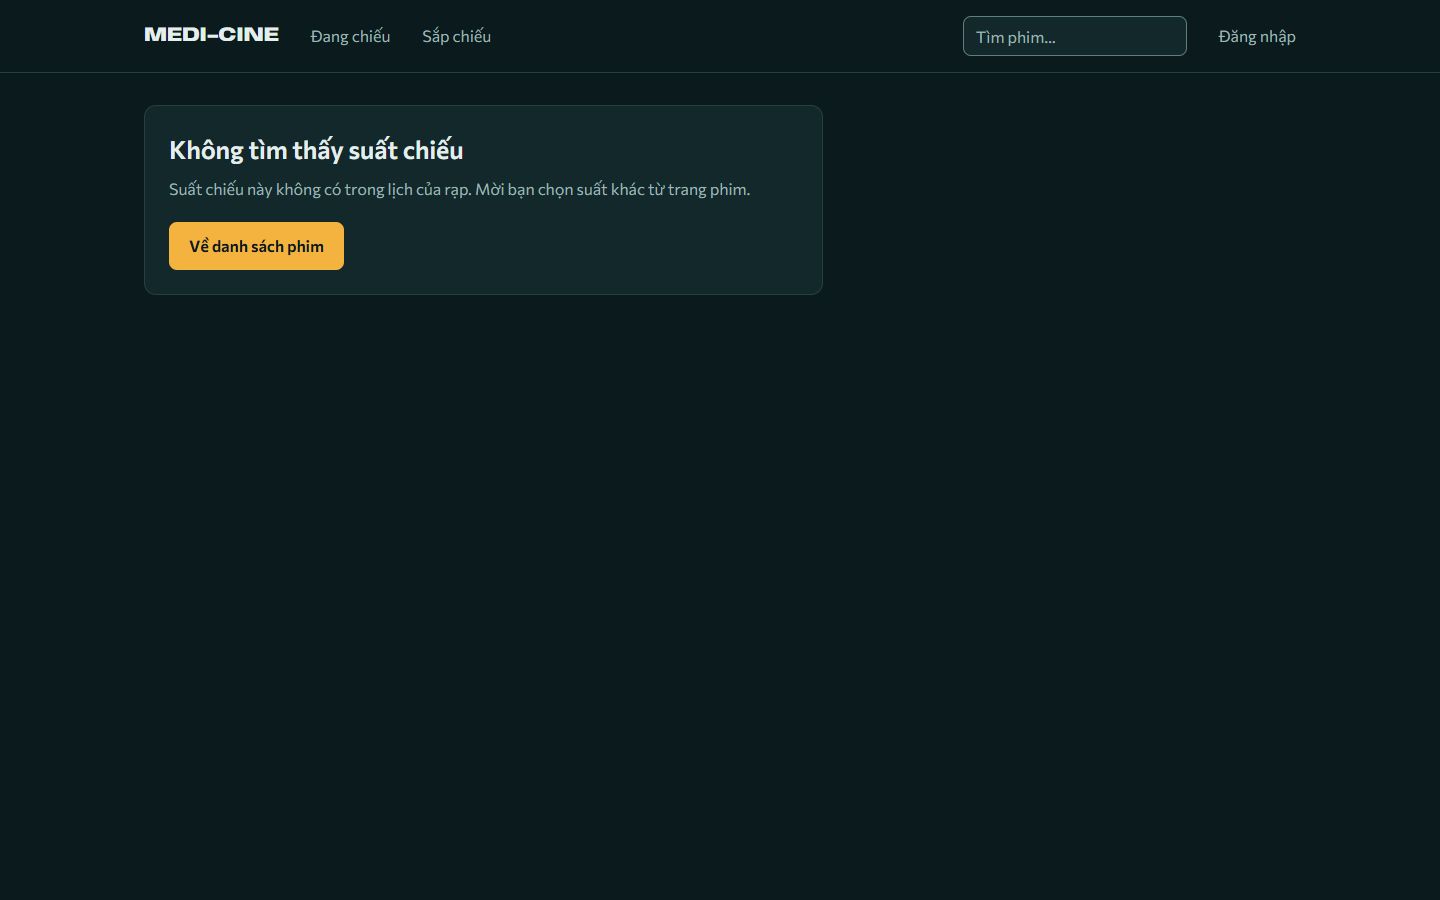 MEDI-CINE Đang chiếu Sắp chiếu Tìm phim... Đăng nhập
Không tìm thấy suất chiếu
Suất chiếu này không có trong lịch của rạp. Mời bạn chọn suất khác từ trang phim.
Về danh sách phim